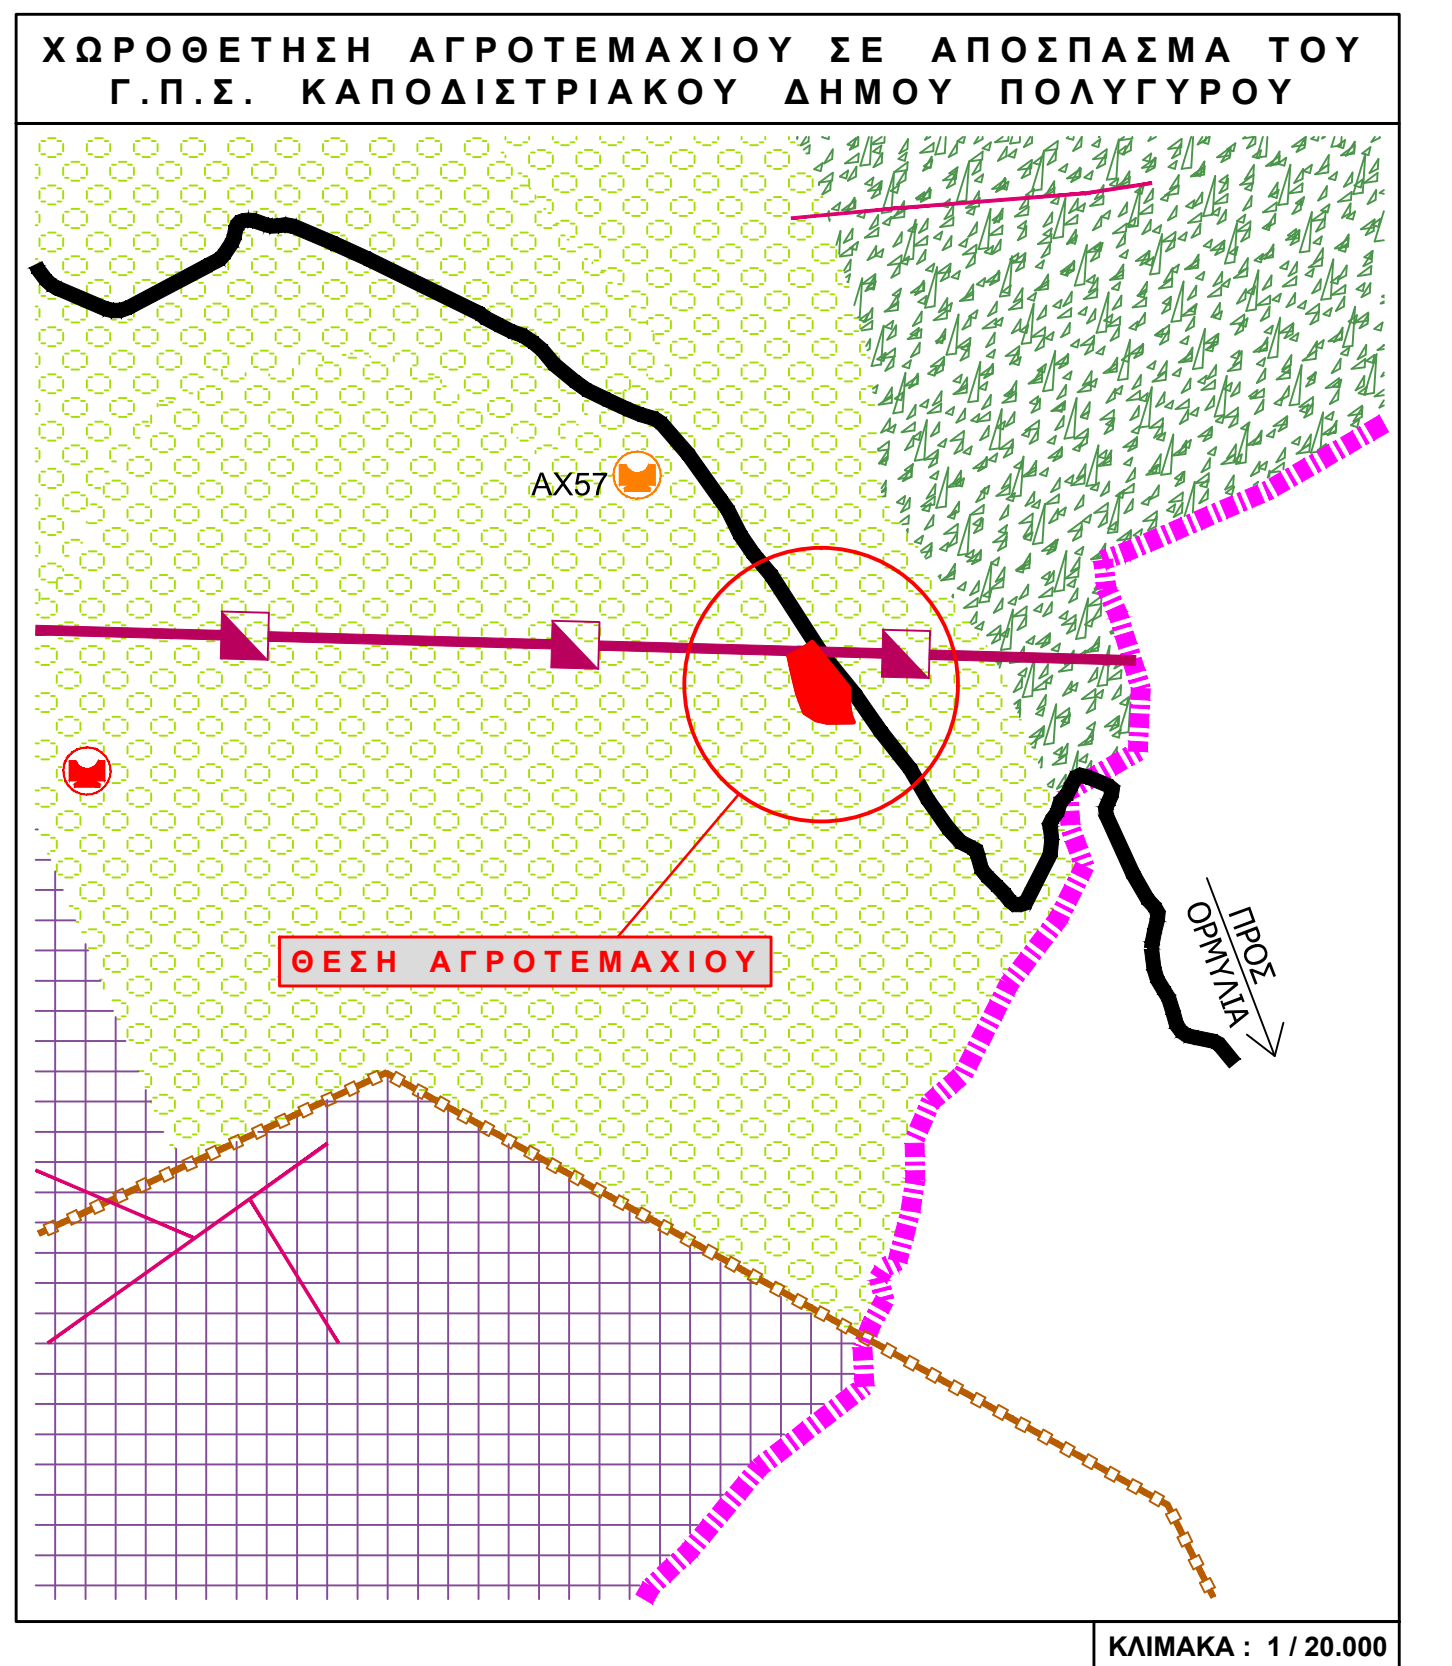 ΧΩΡΟΘΕΤΗΣΗ ΑΓΡΟΤΕΜΑΧΙΟΥ ΣΕ ΑΠΟΣΠΑΣΜΑ ΤΟΥ
Γ.Π.Σ. ΚΑΠΟΔΙΣΤΡΙΑΚΟΥ ΔΗΜΟΥ ΠΟΛΥΓΥΡΟΥ
ΑΧ57
ΠΡΟΣ
ΟΡΜΥΛΙΑ
ΘΕΣΗ ΑΓΡΟΤΕΜΑΧΙΟΥ
ΚΛΙΜΑΚΑ : 1 / 20.000